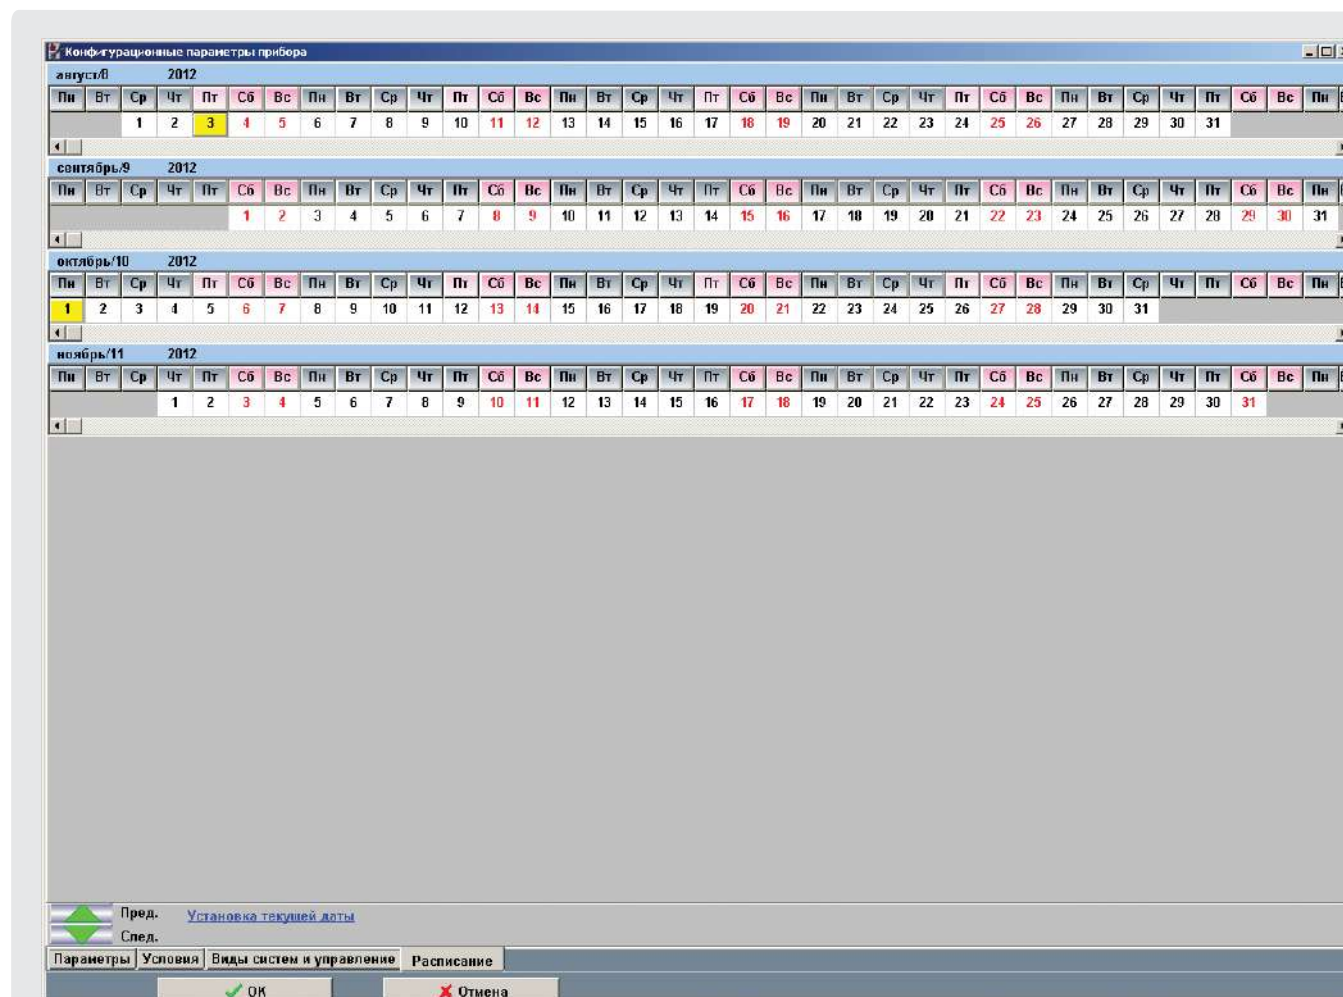 Конфигурационные параметры прибора
август/8 2012
Пн Вт Ср Чт Пт Сб Вс Пн Вт Ср Чт Пт Сб Вс Пн Вт Ср Чт Пт Сб Вс Пн Вт Ср Чт Пт Сб Вс Пн Вт Ср Чт Пт Сб Вс Пн
1 2 3 4 5 6 7 8 9 10 11 12 13 14 15 16 17 18 19 20 21 22 23 24 25 26 27 28 29 30 31
сентябрь/9 2012
Пн Вт Ср Чт Пт Сб Вс Пн Вт Ср Чт Пт Сб Вс Пн Вт Ср Чт Пт Сб Вс Пн Вт Ср Чт Пт Сб Вс Пн Вт Ср Чт Пт Сб Вс Пн
1 2 3 4 5 6 7 8 9 10 11 12 13 14 15 16 17 18 19 20 21 22 23 24 25 26 27 28 29 30 31
октябрь/10 2012
Пн Вт Ср Чт Пт Сб Вс Пн Вт Ср Чт Пт Сб Вс Пн Вт Ср Чт Пт Сб Вс Пн Вт Ср Чт Пт Сб Вс Пн Вт Ср Чт Пт Сб Вс Пн
1 2 3 4 5 6 7 8 9 10 11 12 13 14 15 16 17 18 19 20 21 22 23 24 25 26 27 28 29 30 31
ноябрь/11 2012
Пн Вт Ср Чт Пт Сб Вс Пн Вт Ср Чт Пт Сб Вс Пн Вт Ср Чт Пт Сб Вс Пн Вт Ср Чт Пт Сб Вс Пн Вт Ср Чт Пт Сб Вс Пн
1 2 3 4 5 6 7 8 9 10 11 12 13 14 15 16 17 18 19 20 21 22 23 24 25 26 27 28 29 30 31
Пред. Установка текущей даты
След.
Параметры Условия Виды систем и управление Расписание
ОК Отмена